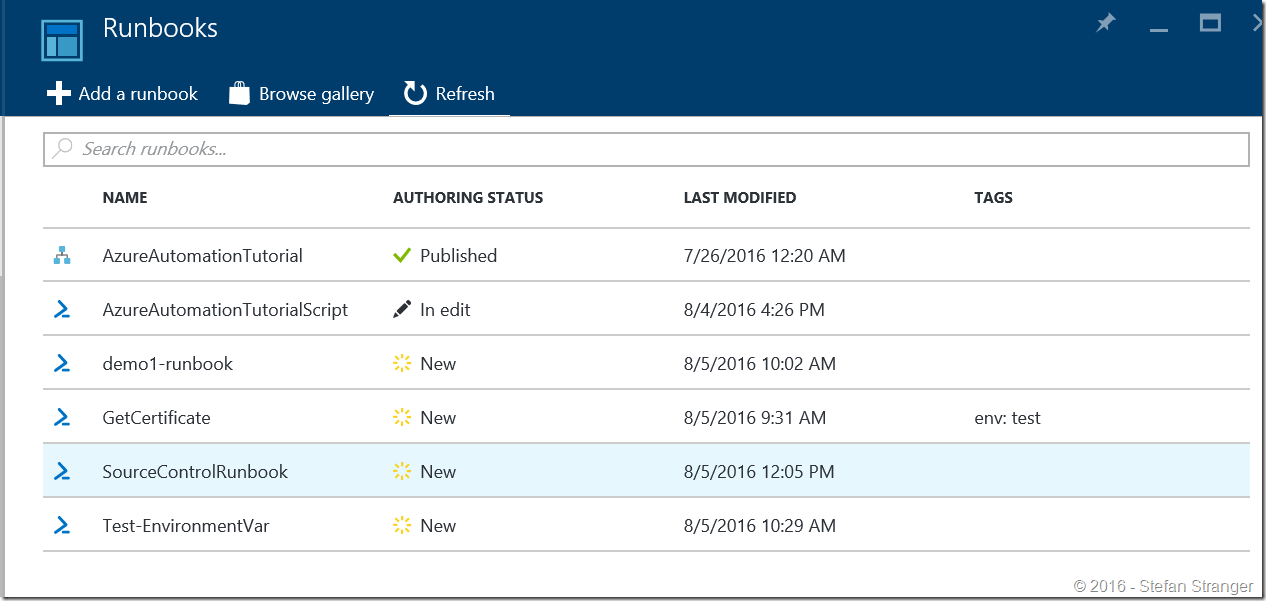 Runbooks
Add a runbook Browse gallery Refresh
Search runbooks...
NAME AUTHORING STATUS LAST MODIFIED TAGS
AzureAutomationTutorial Published 7/26/2016 12:20 AM
AzureAutomationTutorialScript In edit 8/4/2016 4:26 PM
demo1-runbook New 8/5/2016 10:02 AM
GetCertificate New 8/5/2016 9:31 AM env: test
SourceControlRunbook New 8/5/2016 12:05 PM
Test-EnvironmentVar New 8/5/2016 10:29 AM
© 2016 - Stefan Stranger